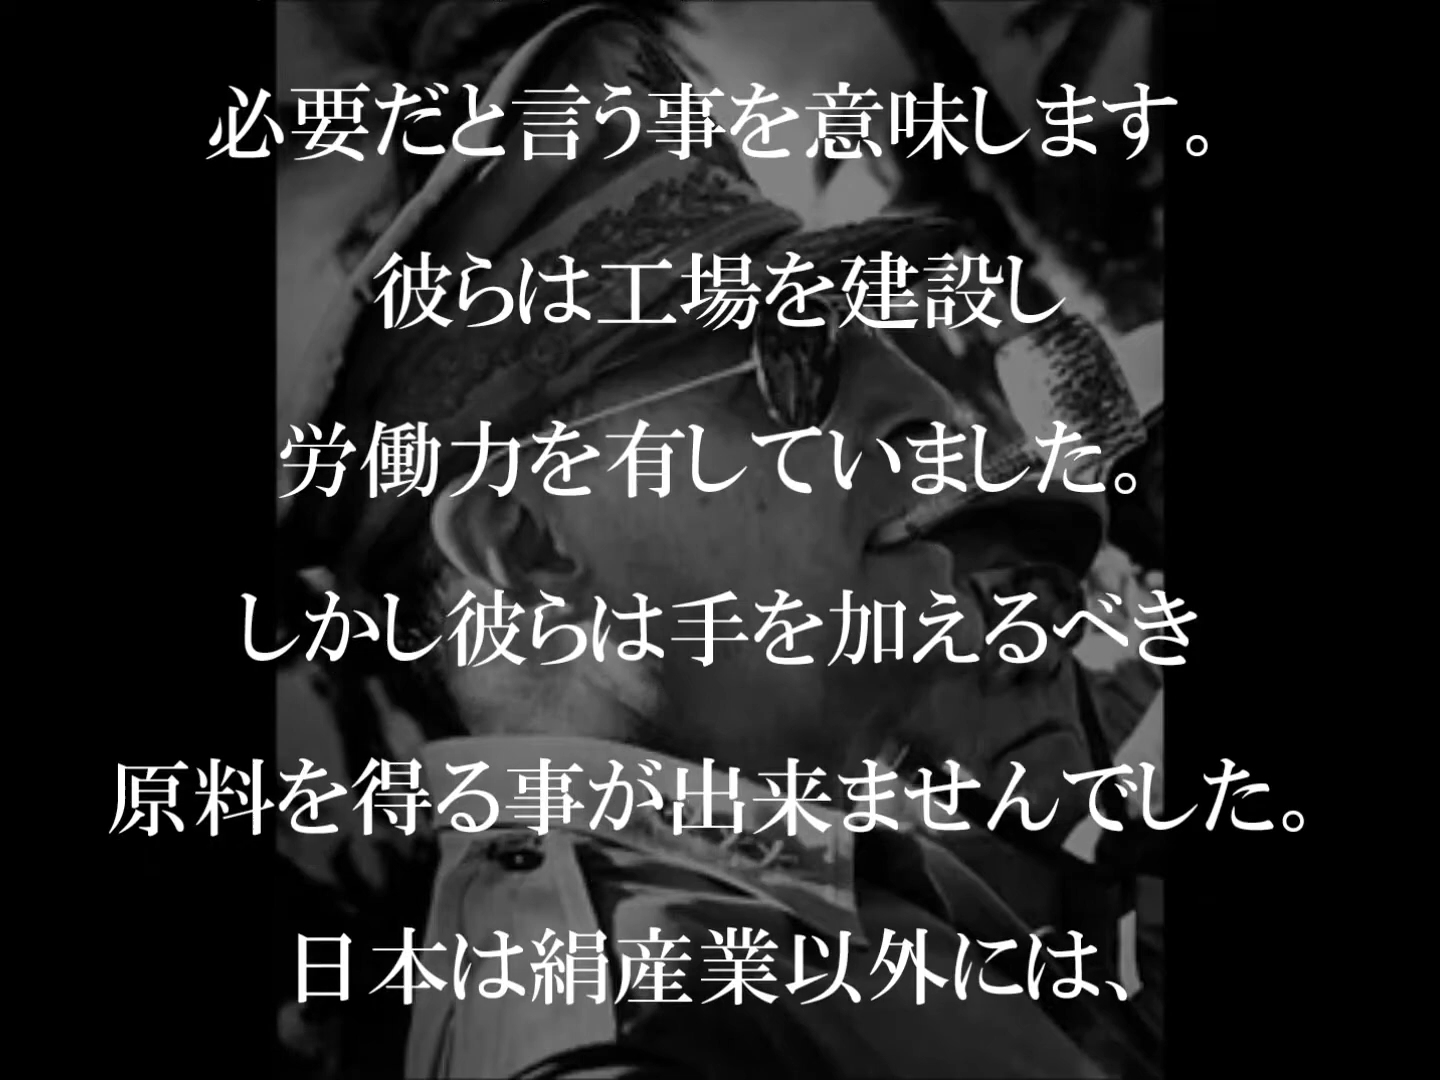 必要だと言う事を意味します。
彼らは工場を建設し
労働力を有していました。
しかし彼らは手を加えるべき
原料を得る事が出来ませんでした。
日本は絹産業以外には、